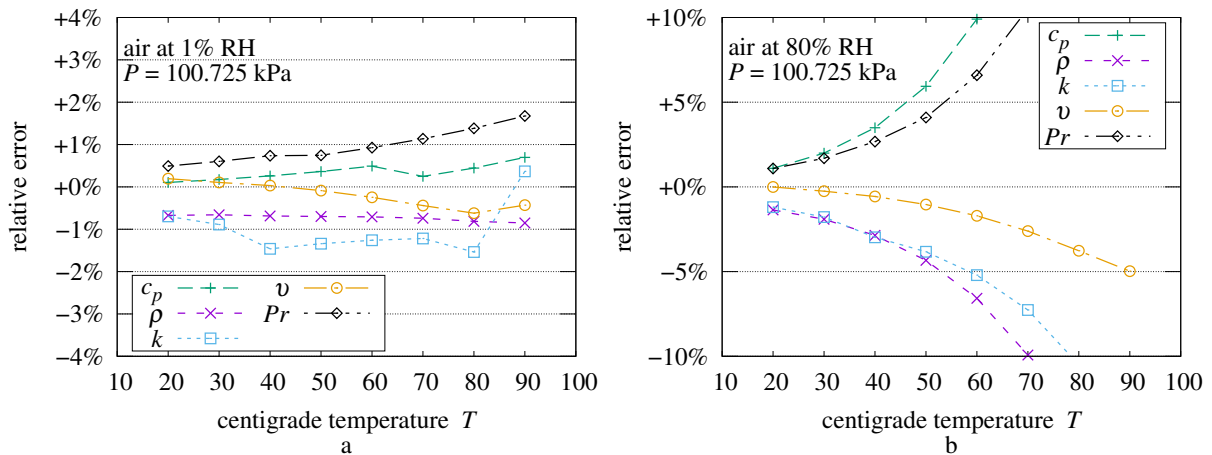 +4%
+3%
+2%
+1%
+0%
−1%
−2%
−3%
−4%
relative error
air at 1% RH
P = 100.725 kPa
c_p
ρ
k
υ
Pr
10 20 30 40 50 60 70 80 90 100
centigrade temperature T
a
+10%
+5%
+0%
−5%
−10%
relative error
air at 80% RH
P = 100.725 kPa
c_p
ρ
k
υ
Pr
10 20 30 40 50 60 70 80 90 100
centigrade temperature T
b